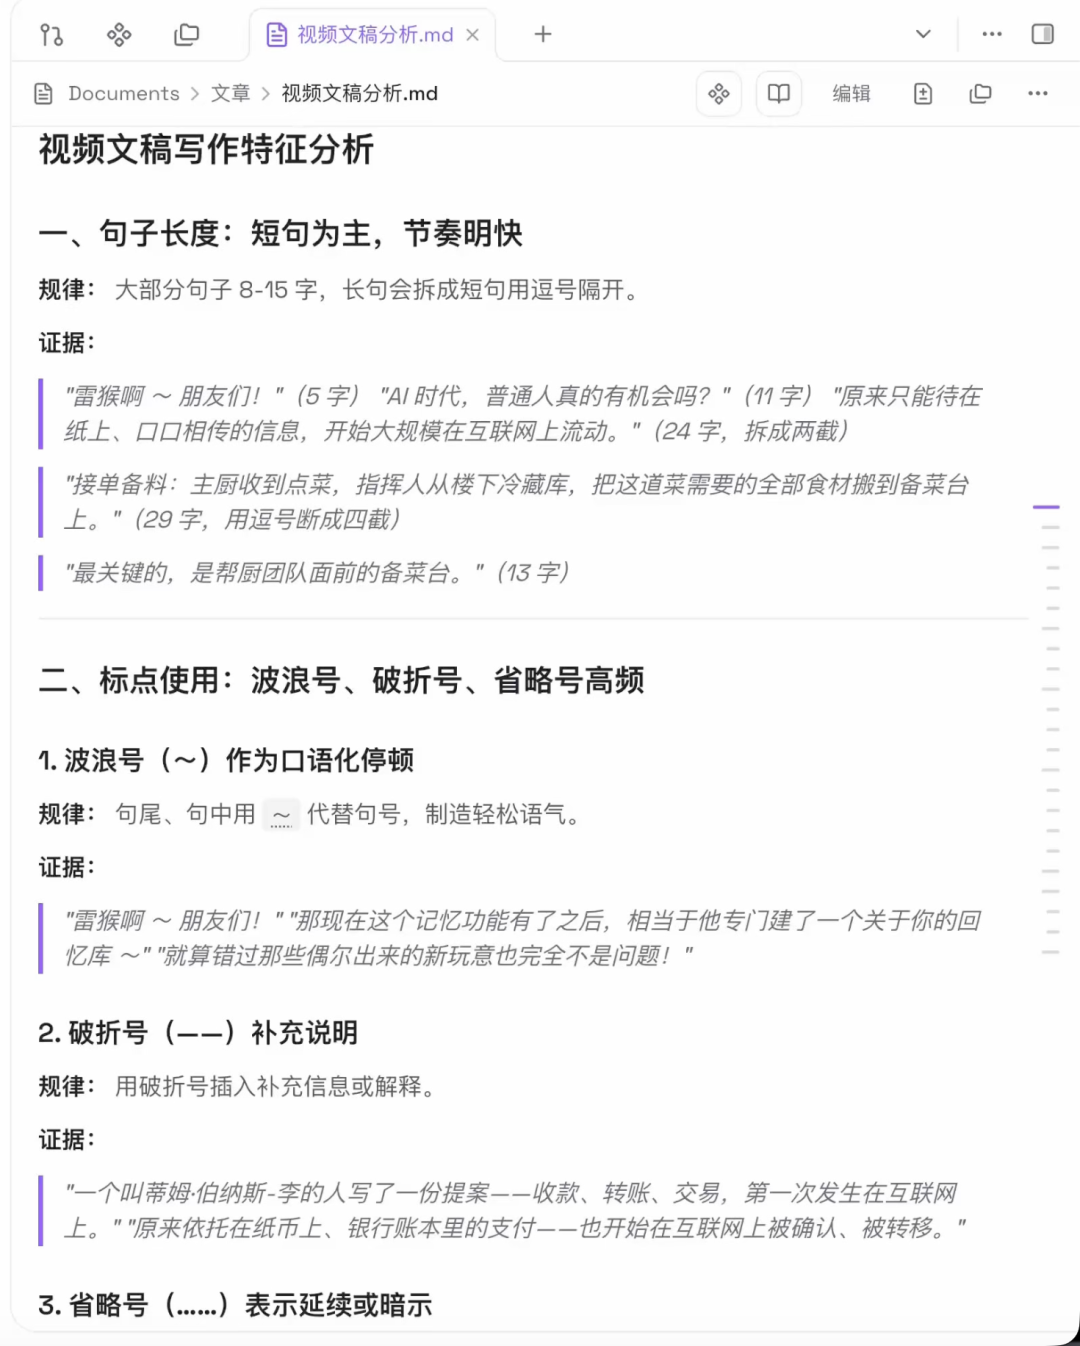 视频文稿分析.md
Documents > 文章 > 视频文稿分析.md
编辑
视频文稿写作特征分析
一、句子长度：短句为主，节奏明快
规律： 大部分句子 8-15 字，长句会拆成短句用逗号隔开。
证据：
"雷猴啊 ～ 朋友们！"（5 字） "AI 时代，普通人真的有机会吗？"（11 字） "原来只能待在
纸上、口口相传的信息，开始大规模在互联网上流动。"（24 字，拆成两截）
"接单备料：主厨收到点菜，指挥人从楼下冷藏库，把这道菜需要的全部食材搬到备菜台
上。"（29 字，用逗号断成四截）
"最关键的，是帮厨团队面前的备菜台。"（13 字）
二、标点使用：波浪号、破折号、省略号高频
1. 波浪号（～）作为口语化停顿
规律： 句尾、句中用 ～ 代替句号，制造轻松语气。
证据：
"雷猴啊 ～ 朋友们！" "那现在这个记忆功能有了之后，相当于他专门建了一个关于你的回
忆库 ～" "就算错过那些偶尔出来的新玩意也完全不是问题！"
2. 破折号（——）补充说明
规律： 用破折号插入补充信息或解释。
证据：
"一个叫蒂姆·伯纳斯-李的人写了一份提案——收款、转账、交易，第一次发生在互联网
上。" "原来依托在纸币上、银行账本里的支付——也开始在互联网上被确认、被转移。"
3. 省略号（……）表示延续或暗示